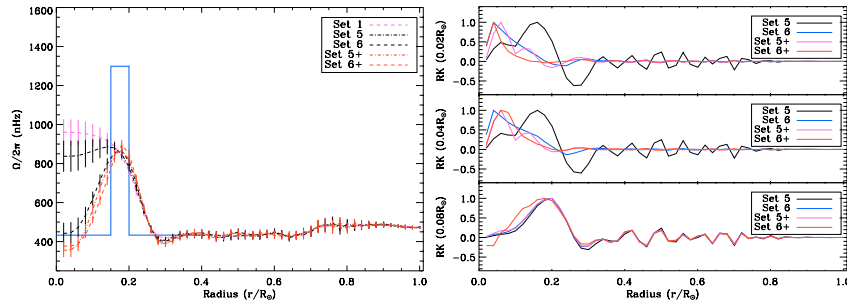 1600
1400
1200
1000
800
600
400
Ω/2π (nHz)
Set 1
Set 5
Set 6
Set 5+
Set 6+
0.0 0.2 0.4 0.6 0.8 1.0
Radius (r/R⊙)
RK (0.02R⊙)
1.0
0.5
0.0
-0.5
Set 5
Set 6
Set 5+
Set 6+
RK (0.04R⊙)
1.0
0.5
0.0
-0.5
Set 5
Set 6
Set 5+
Set 6+
RK (0.08R⊙)
1.0
0.5
0.0
-0.5
Set 5
Set 6
Set 5+
Set 6+
0.0 0.2 0.4 0.6 0.8 1.0
Radius (r/R⊙)